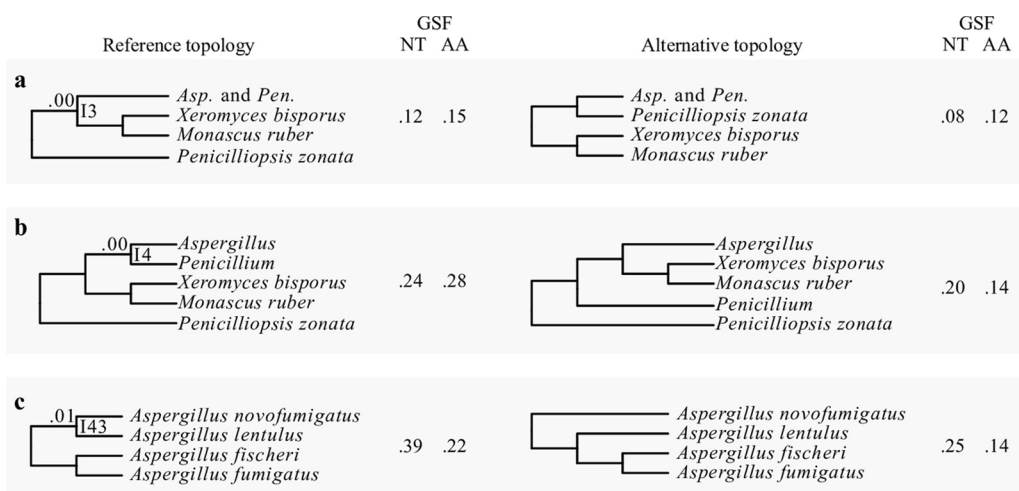 GSF GSF
Reference topology NT AA Alternative topology NT AA
a
.00 Asp. and Pen. Asp. and Pen.
I3 Xeromyces bisporus .12 .15 Penicilliopsis zonata .08 .12
Monascus ruber Xeromyces bisporus
Penicilliopsis zonata Monascus ruber
b
.00 Aspergillus Aspergillus
I4 Penicillium Xeromyces bisporus
Xeromyces bisporus .24 .28 Monascus ruber .20 .14
Monascus ruber Penicillium
Penicilliopsis zonata Penicilliopsis zonata
c
.01 Aspergillus novofumigatus Aspergillus novofumigatus
I43 Aspergillus lentulus .39 .22 Aspergillus lentulus .25 .14
Aspergillus fischeri Aspergillus fischeri
Aspergillus fumigatus Aspergillus fumigatus